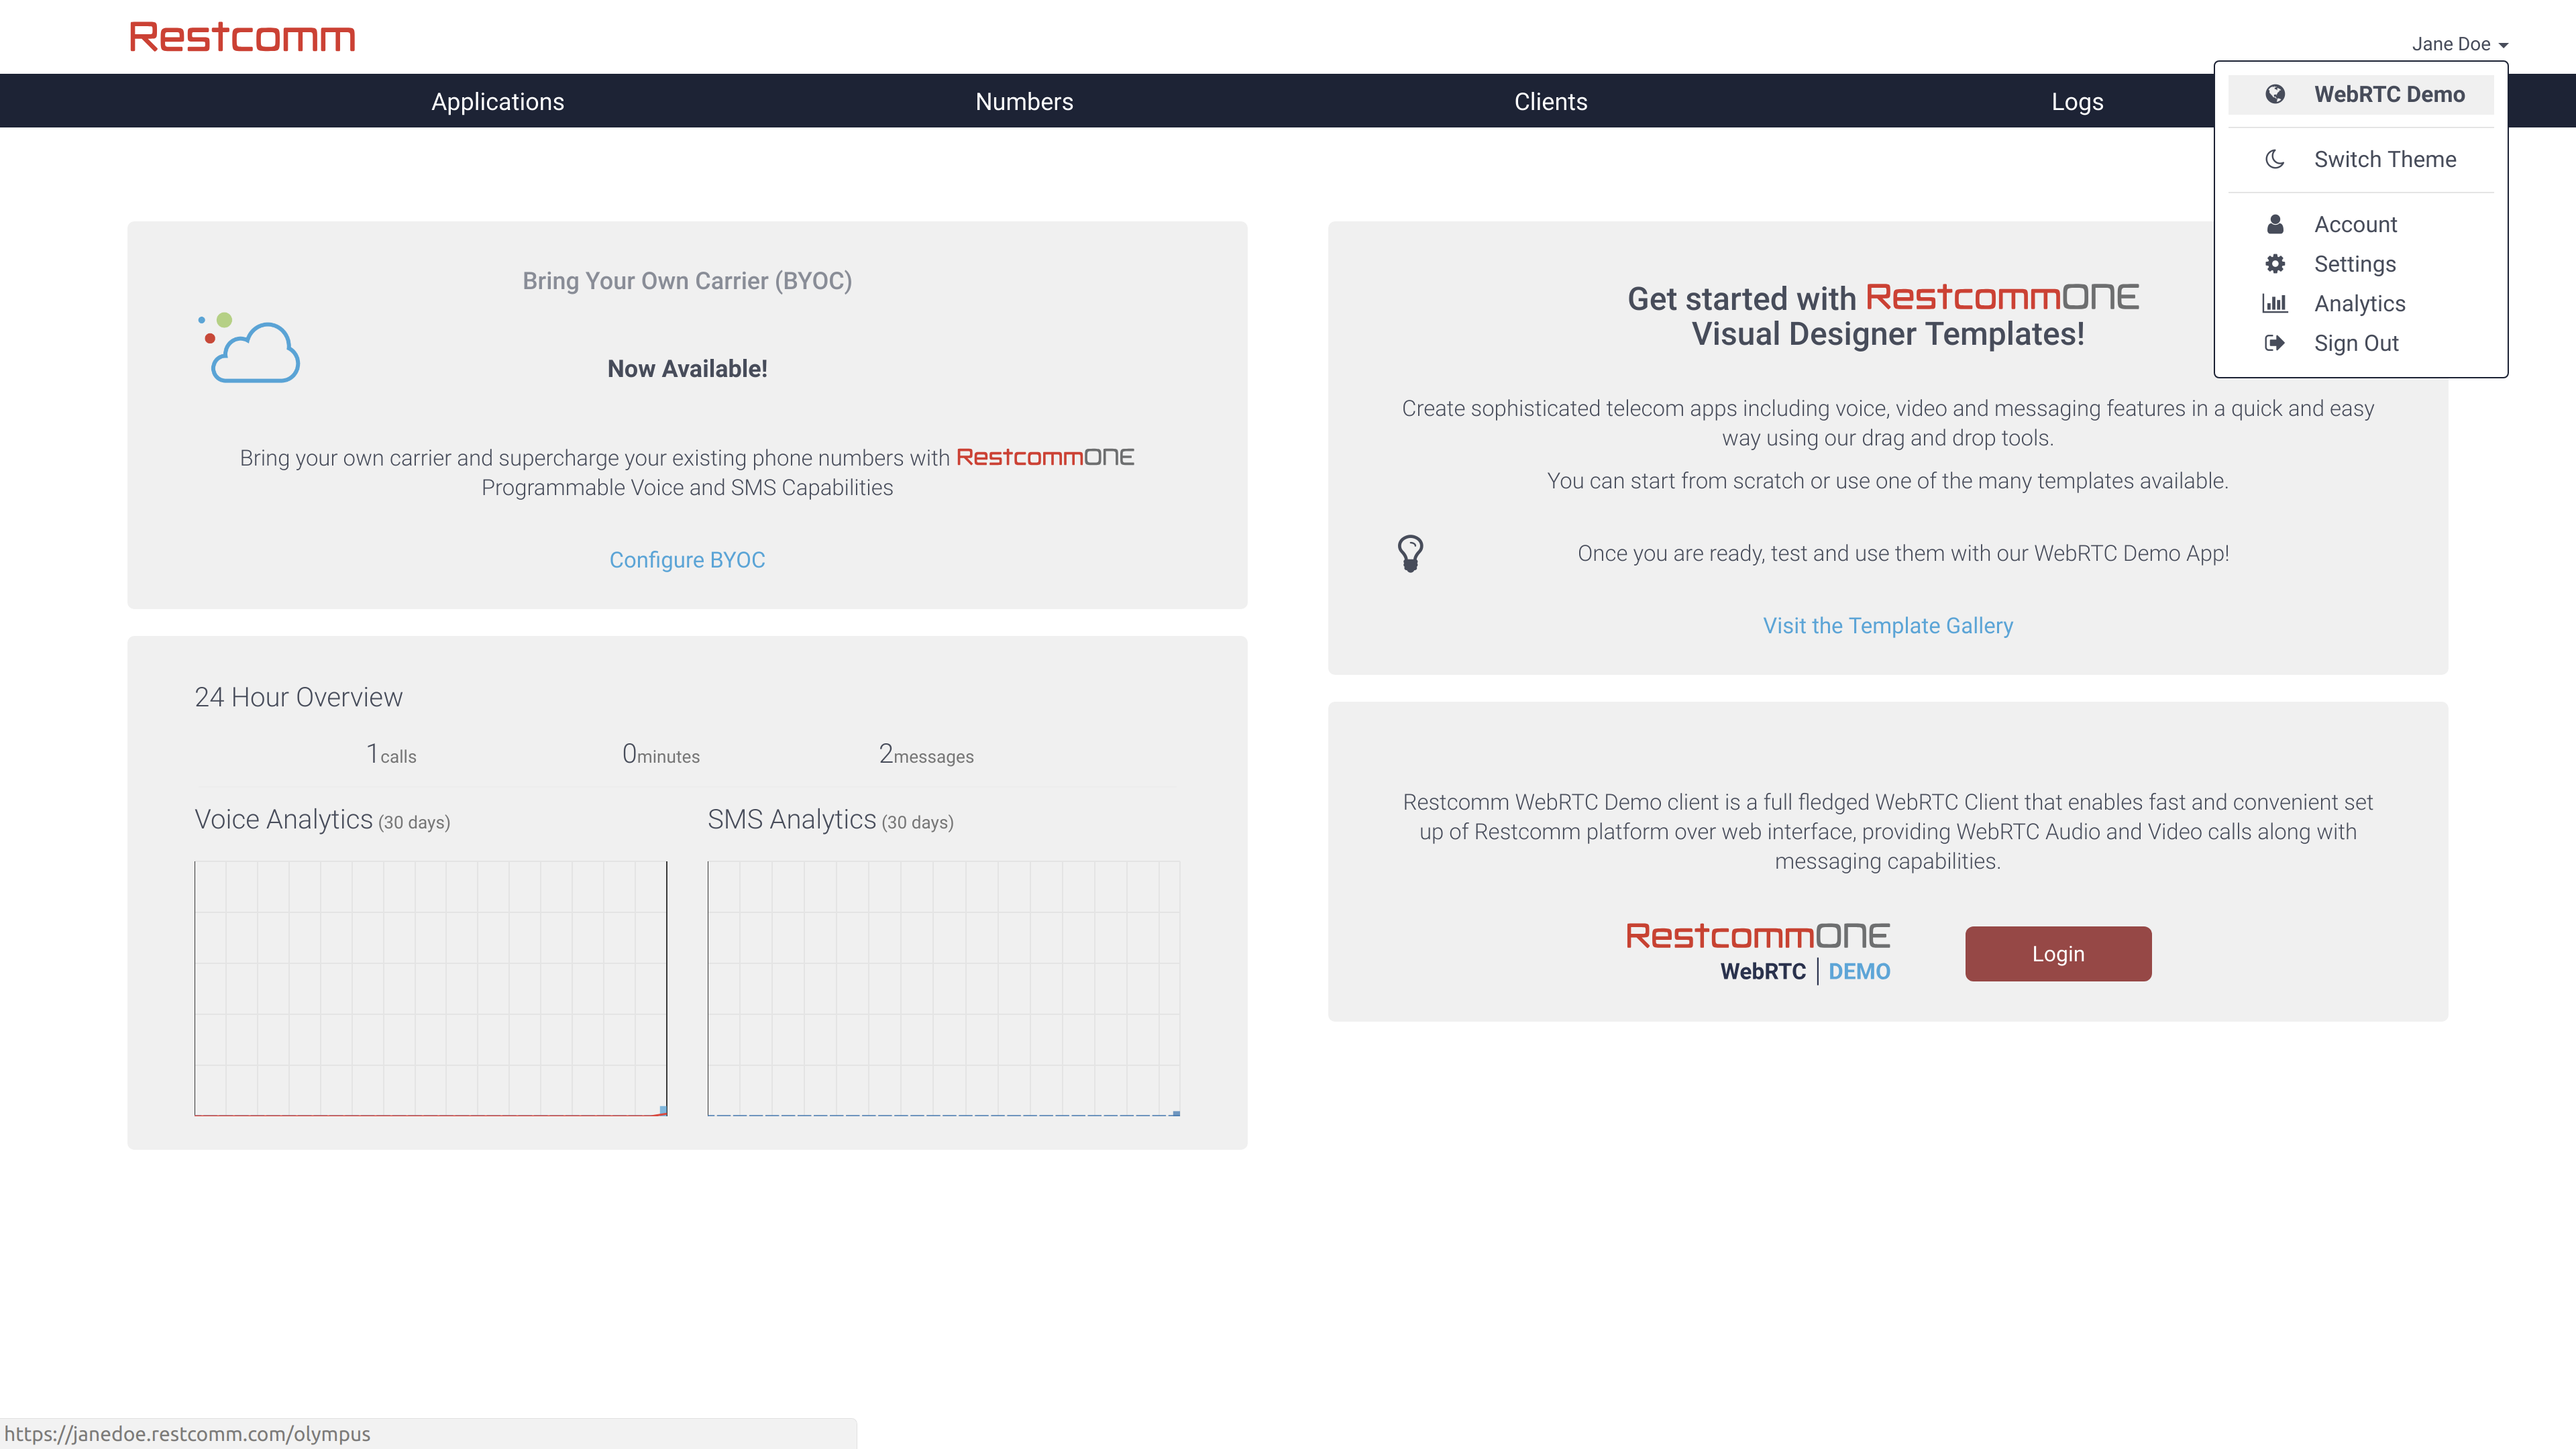 Restcomm
Jane Doe
Applications
Numbers
Clients
Logs
WebRTC Demo
Switch Theme
Account
Settings
Analytics
Sign Out
Bring Your Own Carrier (BYOC)
Now Available!
Bring your own carrier and supercharge your existing phone numbers with RestcommONE
Programmable Voice and SMS Capabilities
Configure BYOC
24 Hour Overview
1calls
0minutes
2messages
Voice Analytics (30 days)
SMS Analytics (30 days)
Get started with RestcommONE
Visual Designer Templates!
Create sophisticated telecom apps including voice, video and messaging features in a quick and easy
way using our drag and drop tools.
You can start from scratch or use one of the many templates available.
Once you are ready, test and use them with our WebRTC Demo App!
Visit the Template Gallery
Restcomm WebRTC Demo client is a full fledged WebRTC Client that enables fast and convenient set
up of Restcomm platform over web interface, providing WebRTC Audio and Video calls along with
messaging capabilities.
RestcommONE
WebRTC | DEMO
Login
https://janedoe.restcomm.com/olympus